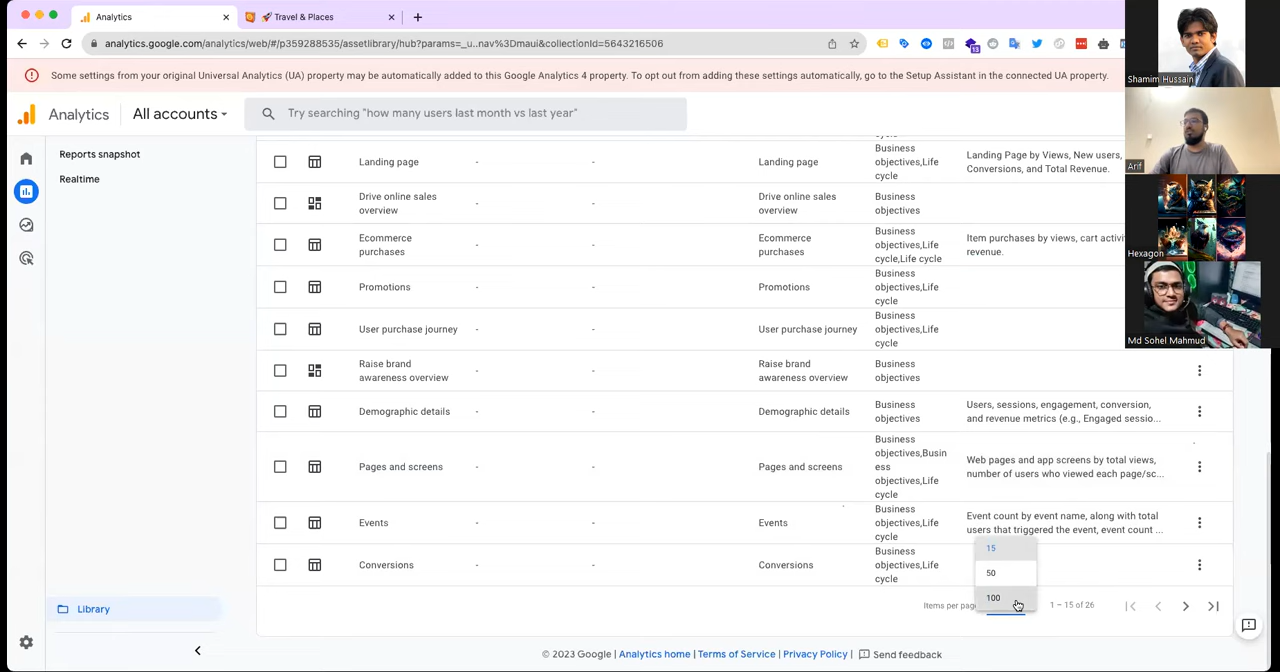 Analytics
Travel & Places
analytics.google.com/analytics/web/#/p359288535/assetlibrary/hub?params=_u..nav%3Dmaui&collectionId=5643216506
13
Some settings from your original Universal Analytics (UA) property may be automatically added to this Google Analytics 4 property. To opt out from adding these settings automatically, go to the Setup Assistant in the connected UA property.
Analytics
All accounts
Try searching "how many users last month vs last year"
Shamim Hussain
Arif
Hexagon
Md Sohel Mahmud
Reports snapshot
Realtime
Library
cycle
Landing page - - Landing page
Business
objectives,Life
cycle
Landing Page by Views, New users,
Conversions, and Total Revenue.
Drive online sales
overview
- -
Drive online sales
overview
Business
objectives
Ecommerce
purchases
- -
Ecommerce
purchases
Business
objectives,Life
cycle,Life cycle
Item purchases by views, cart activi
revenue.
Promotions - - Promotions
Business
objectives,Life
cycle
User purchase journey - - User purchase journey
Business
objectives,Life
cycle
Raise brand
awareness overview
- -
Raise brand
awareness overview
Business
objectives
Demographic details - - Demographic details
Business
objectives
Users, sessions, engagement, conversion,
and revenue metrics (e.g., Engaged sessio...
Pages and screens - - Pages and screens
Business
objectives,Busin
ess
objectives,Life
cycle
Web pages and app screens by total views,
number of users who viewed each page/sc...
Events - - Events
Business
objectives,Life
cycle
Event count by event name, along with total
users that triggered the event, event count ...
Conversions - - Conversions
Business
objectives,Life
cycle
15
50
100
Items per pag
1 – 15 of 26
© 2023 Google | Analytics home | Terms of Service | Privacy Policy | Send feedback